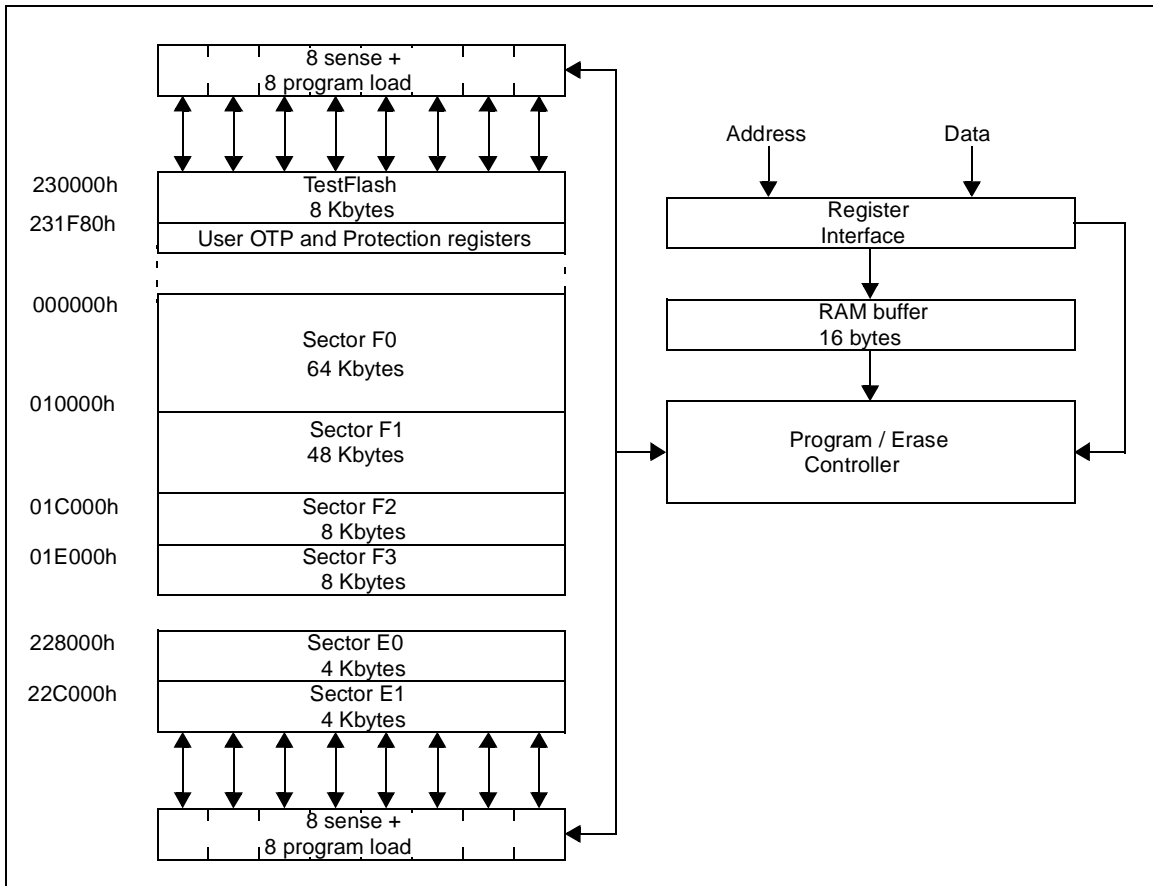 8 sense +
8 program load
230000h
TestFlash
8 Kbytes
231F80h
User OTP and Protection registers
000000h
Sector F0
64 Kbytes
010000h
Sector F1
48 Kbytes
01C000h
Sector F2
8 Kbytes
01E000h
Sector F3
8 Kbytes
228000h
Sector E0
4 Kbytes
22C000h
Sector E1
4 Kbytes
8 sense +
8 program load
Address
Data
Register
Interface
RAM buffer
16 bytes
Program / Erase
Controller